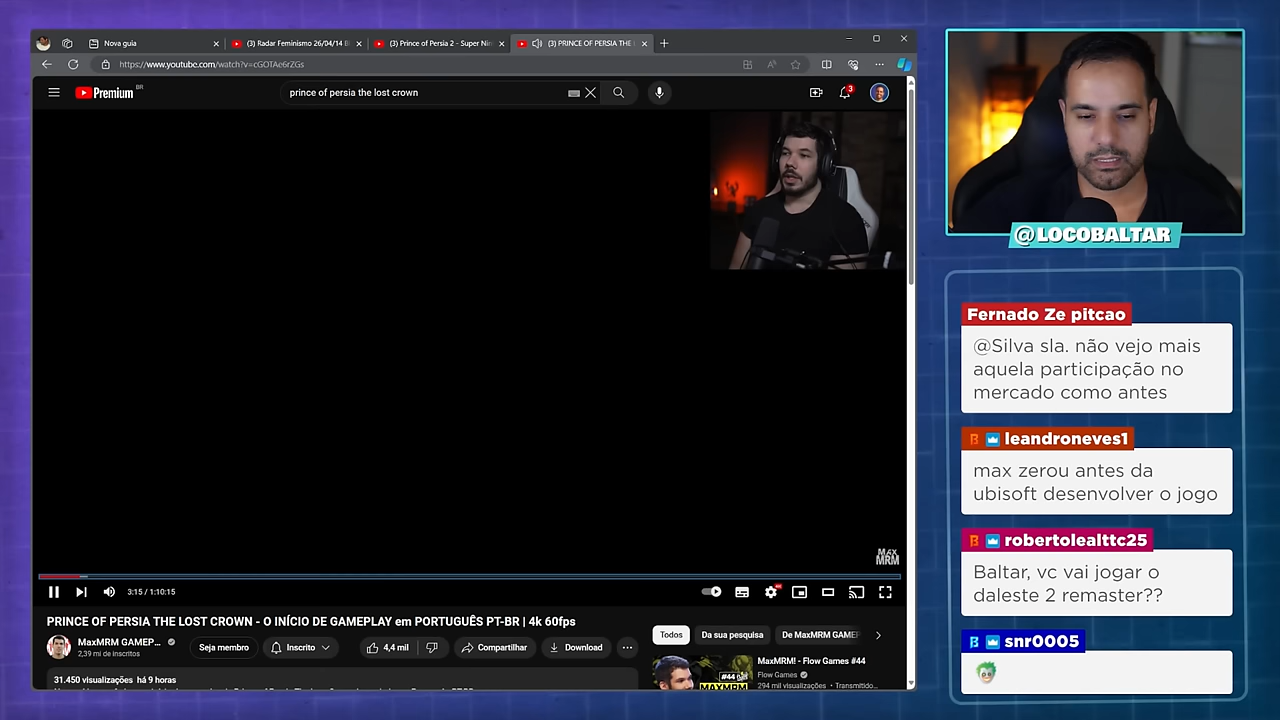 Nova guia
(3) Radar Feminismo 26/04/14 B
(3) Prince of Persia 2 - Super Nin
(3) PRINCE OF PERSIA THE
https://www.youtube.com/watch?v=cGOTAe6rZGs
Premium BR
prince of persia the lost crown
3
@LOCOBALTAR
Fernado Ze pitcao
@Silva sla. não vejo mais
aquela participação no
mercado como antes
leandroneves1
max zerou antes da
ubisoft desenvolver o jogo
robertolealttc25
Baltar, vc vai jogar o
daleste 2 remaster??
snr0005
MAX
MRM
3:15 / 1:10:15
PRINCE OF PERSIA THE LOST CROWN - O INÍCIO DE GAMEPLAY em PORTUGUÊS PT-BR | 4k 60fps
MaxMRM GAMEP...
2,39 mi de inscritos
Seja membro
Inscrito
4,4 mil
Compartilhar
Download
31.450 visualizações há 9 horas
Todos
Da sua pesquisa
De MaxMRM GAMEP
MaxMRM! - Flow Games #44
Flow Games
294 mil visualizações • Transmitido...
#44
MAXMRM